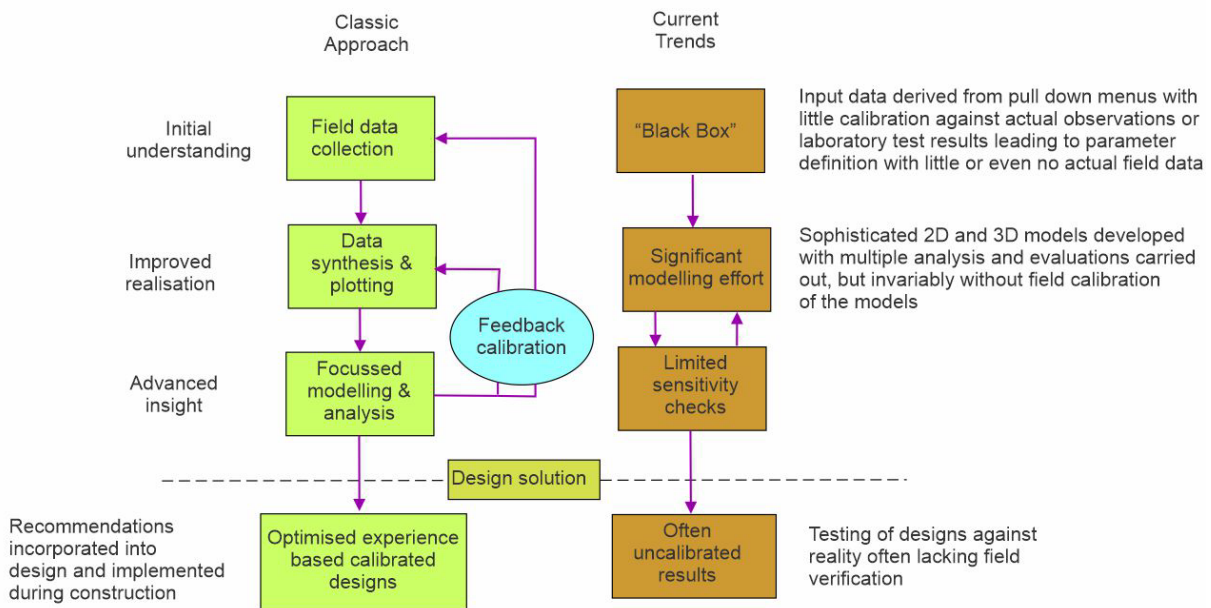 Classic
Approach
Current
Trends
Initial
understanding
Field data
collection
“Black Box”
Input data derived from pull down menus with
little calibration against actual observations or
laboratory test results leading to parameter
definition with little or even no actual field data
Improved
realisation
Data
synthesis &
plotting
Significant
modelling effort
Sophisticated 2D and 3D models developed
with multiple analysis and evaluations carried
out, but invariably without field calibration
of the models
Feedback
calibration
Advanced
insight
Focussed
modelling &
analysis
Limited
sensitivity
checks
Design solution
Recommendations
incorporated into
design and implemented
during construction
Optimised experience
based calibrated
designs
Often
uncalibrated
results
Testing of designs against
reality often lacking field
verification